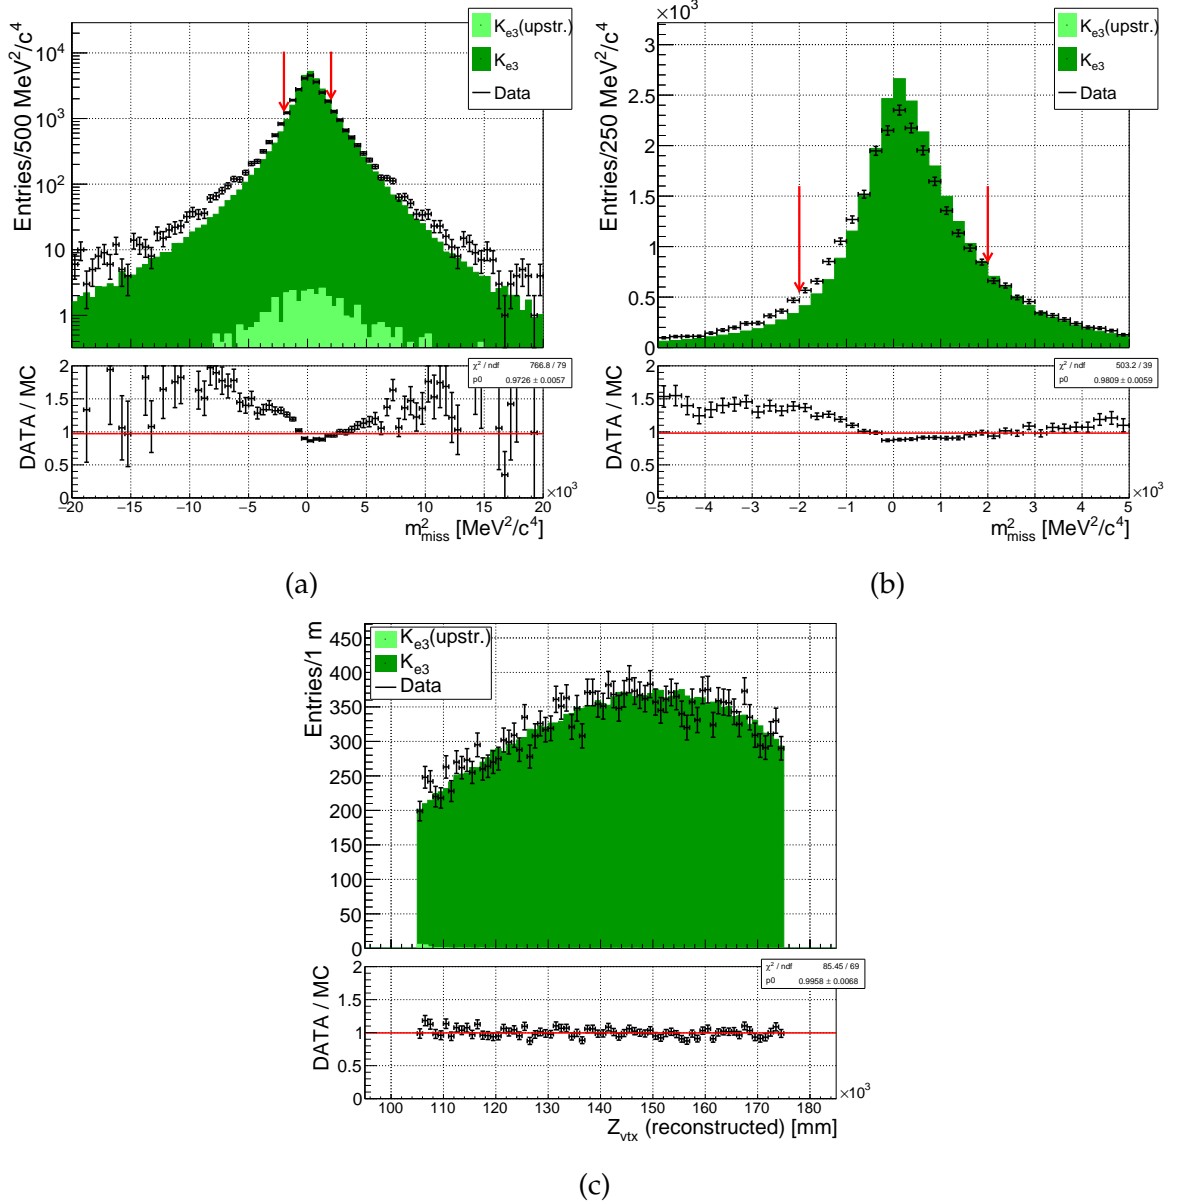 K_e3(upstr.)
K_e3
Data
Entries/500 MeV²/c⁴
10⁴
10³
10²
10
1
χ² / ndf 766.8 / 79
p0 0.9726 ± 0.0057
DATA / MC
2
1.5
1
0.5
0
−20 −15 −10 −5 0 5 10 15 20
×10³
m²_miss [MeV²/c⁴]
(a)
×10³
K_e3(upstr.)
K_e3
Data
Entries/250 MeV²/c⁴
3
2.5
2
1.5
1
0.5
0
χ² / ndf 503.2 / 39
p0 0.9809 ± 0.0059
DATA / MC
2
1.5
1
0.5
0
−5 −4 −3 −2 −1 0 1 2 3 4 5
×10³
m²_miss [MeV²/c⁴]
(b)
K_e3(upstr.)
K_e3
Data
Entries/1 m
450
400
350
300
250
200
150
100
50
0
χ² / ndf 85.45 / 69
p0 0.9958 ± 0.0068
DATA / MC
2
1.5
1
0.5
0
100 110 120 130 140 150 160 170 180
×10³
Z_vtx (reconstructed) [mm]
(c)